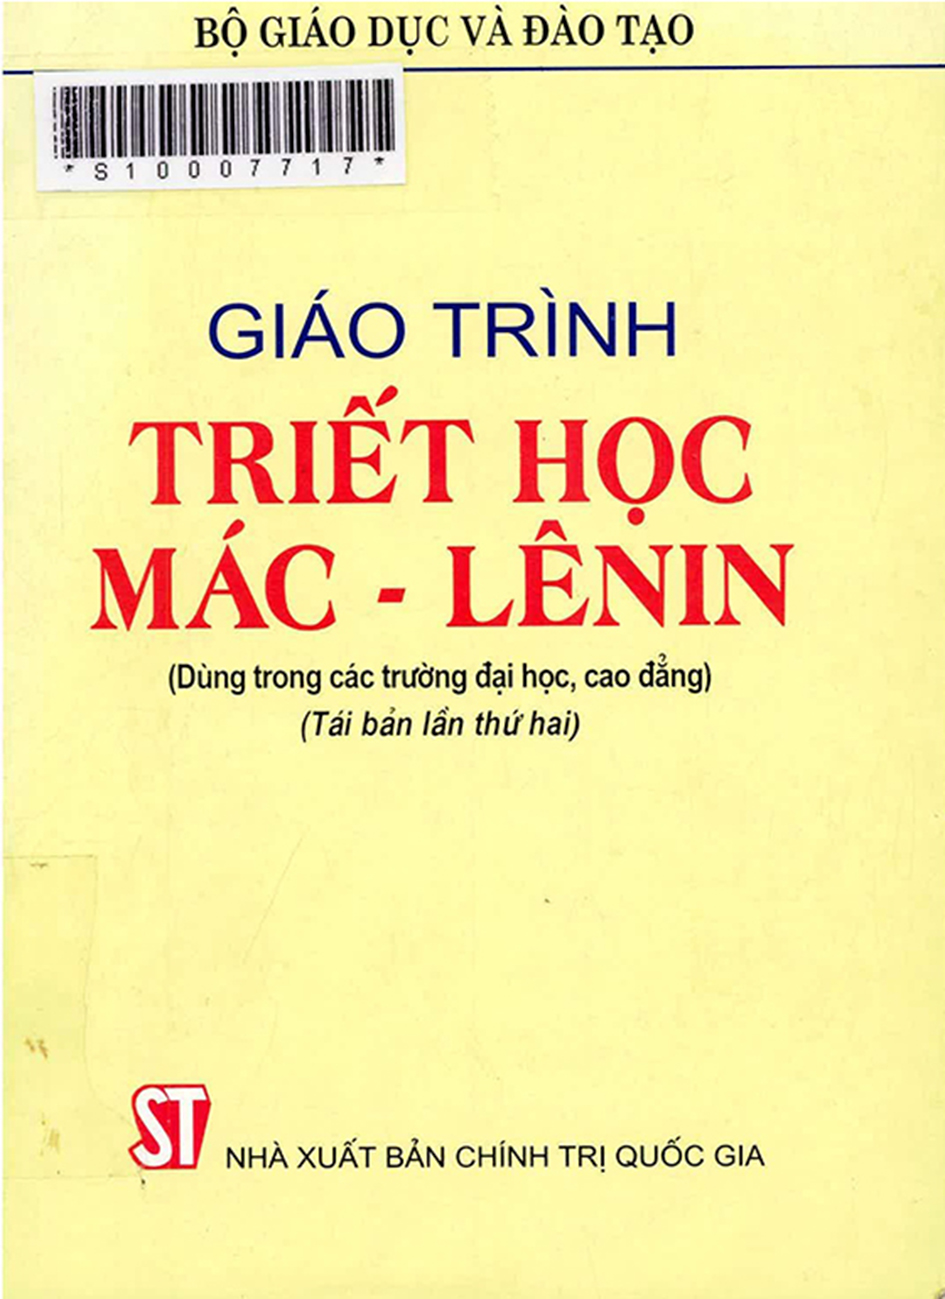 BỘ GIÁO DỤC VÀ ĐÀO TẠO
*S10007717*
GIÁO TRÌNH
TRIẾT HỌC
MÁC - LÊNIN
(Dùng trong các trường đại học, cao đẳng)
(Tái bản lần thứ hai)
ST
NHÀ XUẤT BẢN CHÍNH TRỊ QUỐC GIA